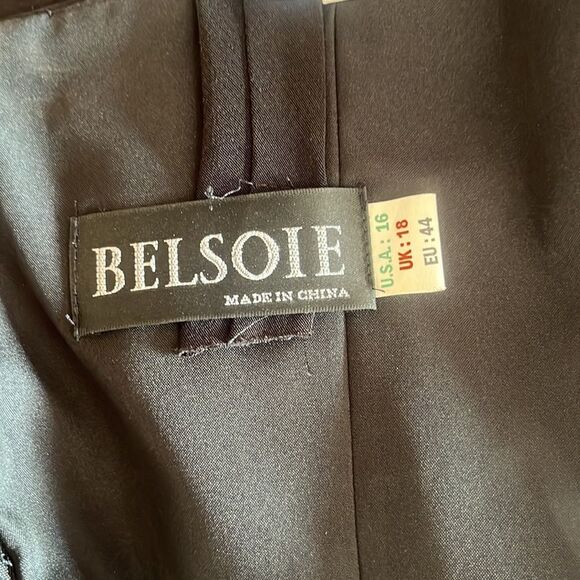 BELSOIE
MADE IN CHINA
U.S.A.: 16
UK: 18
EU: 44